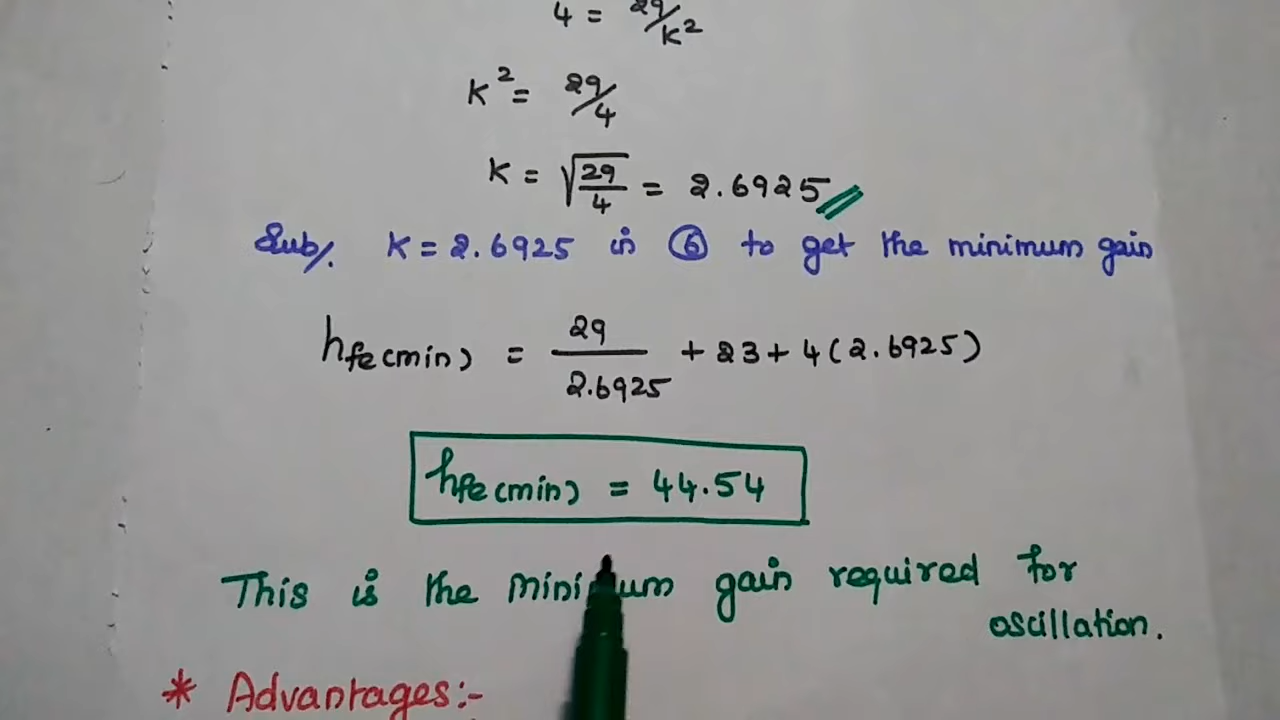 4 = 29/K²
K² = 29/4
K = √29/4 = 2.6925
Sub/. K = 2.6925 in ⑥ to get the minimum gain
hfe(min) = 29/2.6925 + 23 + 4(2.6925)
hfe(min) = 44.54
This is the minimum gain required for
oscillation.
* Advantages:-